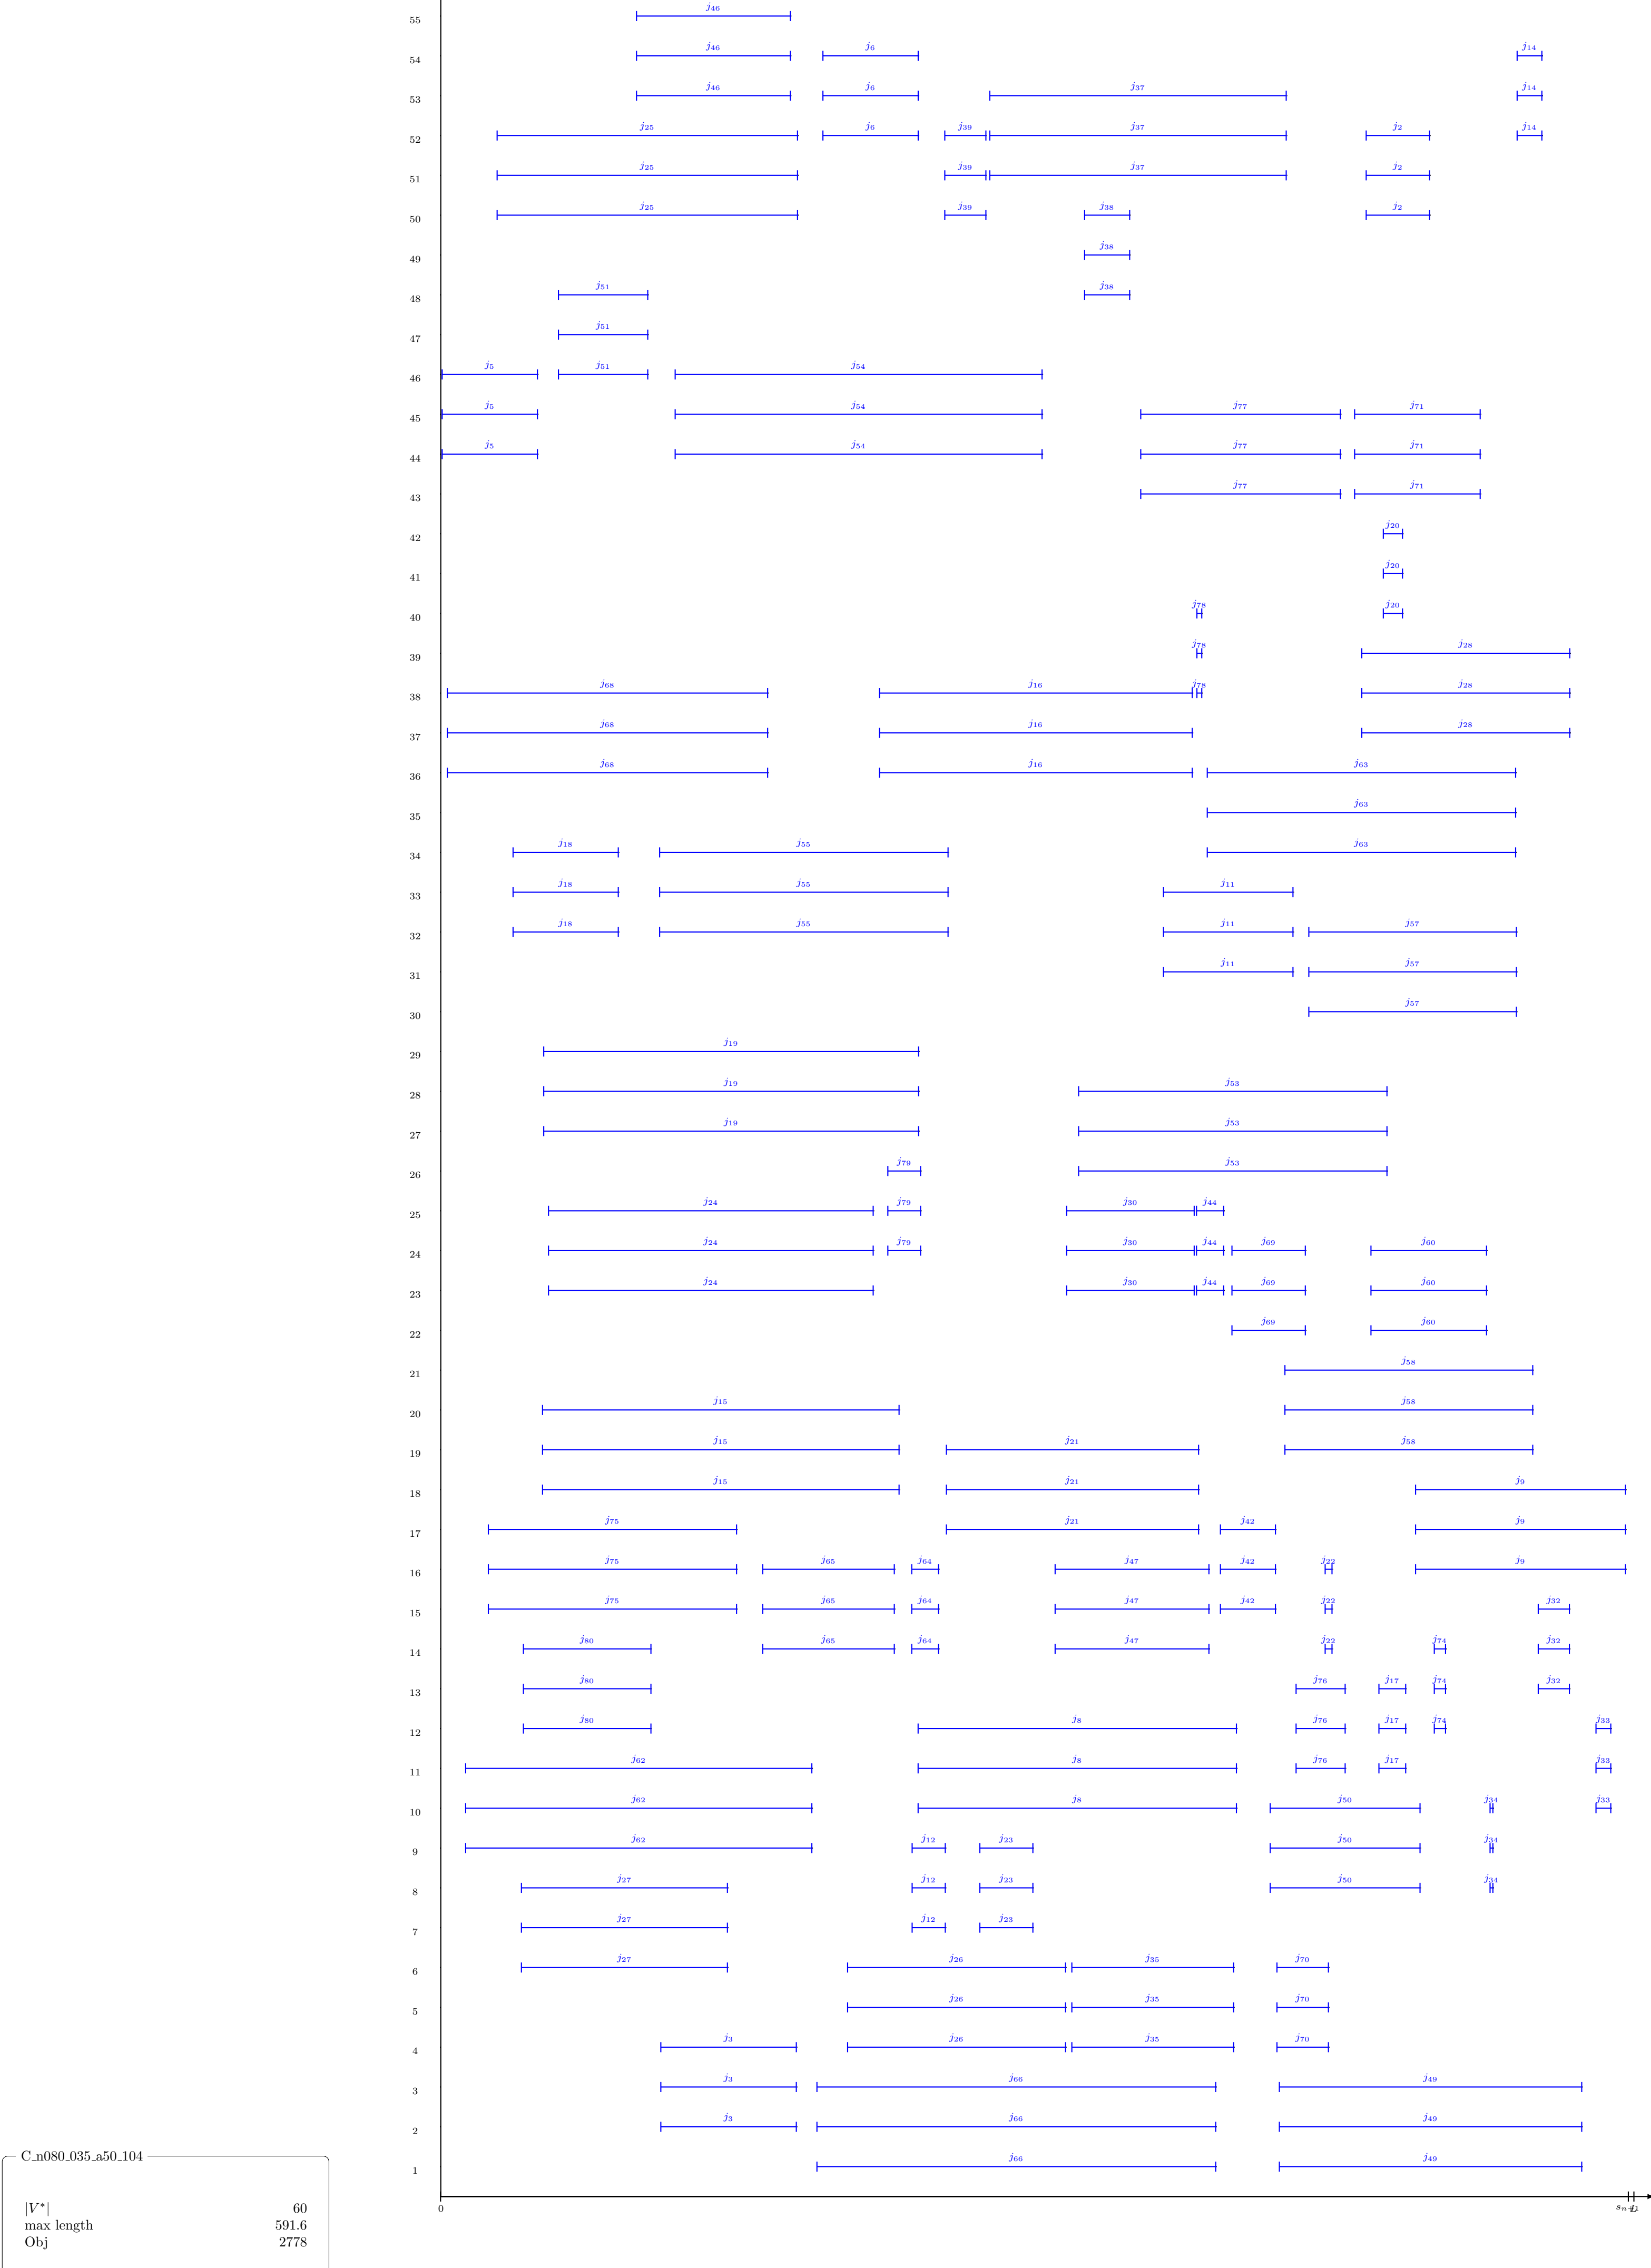 j46
55
j46 j6 j14
54
j46 j6 j37 j14
53
j25 j6 j39 j37 j2 j14
52
j25 j39 j37 j2
51
j25 j39 j38 j2
50
j38
49
j51 j38
48
j51
47
j5 j51 j54
46
j5 j54 j77 j71
45
j5 j54 j77 j71
44
j77 j71
43
j20
42
j20
41
j78 j20
40
j78 j28
39
j68 j16 j78 j28
38
j68 j16 j28
37
j68 j16 j63
36
j63
35
j18 j55 j63
34
j18 j55 j11
33
j18 j55 j11 j57
32
j11 j57
31
j57
30
j19
29
j19 j53
28
j19 j53
27
j79 j53
26
j24 j79 j30 j44
25
j24 j79 j30 j44 j69 j60
24
j24 j30 j44 j69 j60
23
j69 j60
22
j58
21
j15 j58
20
j15 j21 j58
19
j15 j21 j9
18
j75 j21 j42 j9
17
j75 j65 j64 j47 j42 j22 j9
16
j75 j65 j64 j47 j42 j22 j32
15
j80 j65 j64 j47 j22 j74 j32
14
j80 j76 j17 j74 j32
13
j80 j8 j76 j17 j74 j33
12
j62 j8 j76 j17 j33
11
j62 j8 j50 j34 j33
10
j62 j12 j23 j50 j34
9
j27 j12 j23 j50 j34
8
j27 j12 j23
7
j27 j26 j35 j70
6
j26 j35 j70
5
j3 j26 j35 j70
4
j3 j66 j49
3
j3 j66 j49
2
j66 j49
1
0
C_n080_035_a50_104
|V*| 60
max length 591.6
Obj 2778